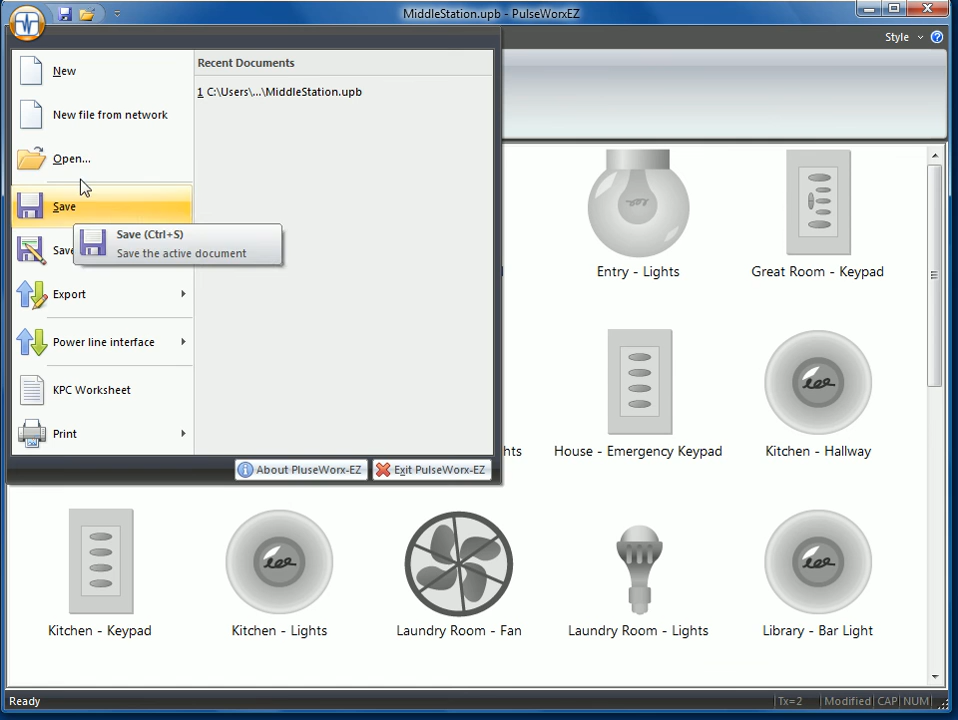 MiddleStation.upb - PulseWorxEZ
Style
New
New file from network
Open...
Save
Save (Ctrl+S)
Save the active document
Save
Export
Power line interface
KPC Worksheet
Print
Recent Documents
1 C:\Users\...\MiddleStation.upb
About PluseWorx-EZ
Exit PulseWorx-EZ
Entry - Lights
Great Room - Keypad
hts
House - Emergency Keypad
Kitchen - Hallway
Kitchen - Keypad
Kitchen - Lights
Laundry Room - Fan
Laundry Room - Lights
Library - Bar Light
Ready
Tx=2
Modified
CAP
NUM